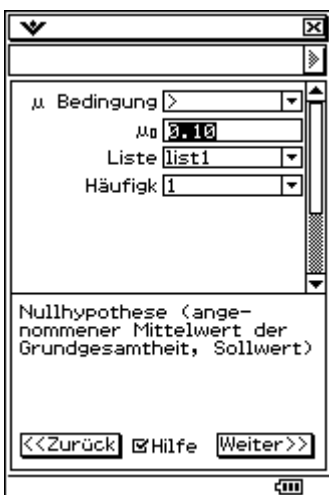 μ Bedingung >
μ0 0.10
Liste list1
Häufigk 1
Nullhypothese (ange-
nommener Mittelwert der
Grundgesamtheit, Sollwert)
<<Zurück Hilfe Weiter>>